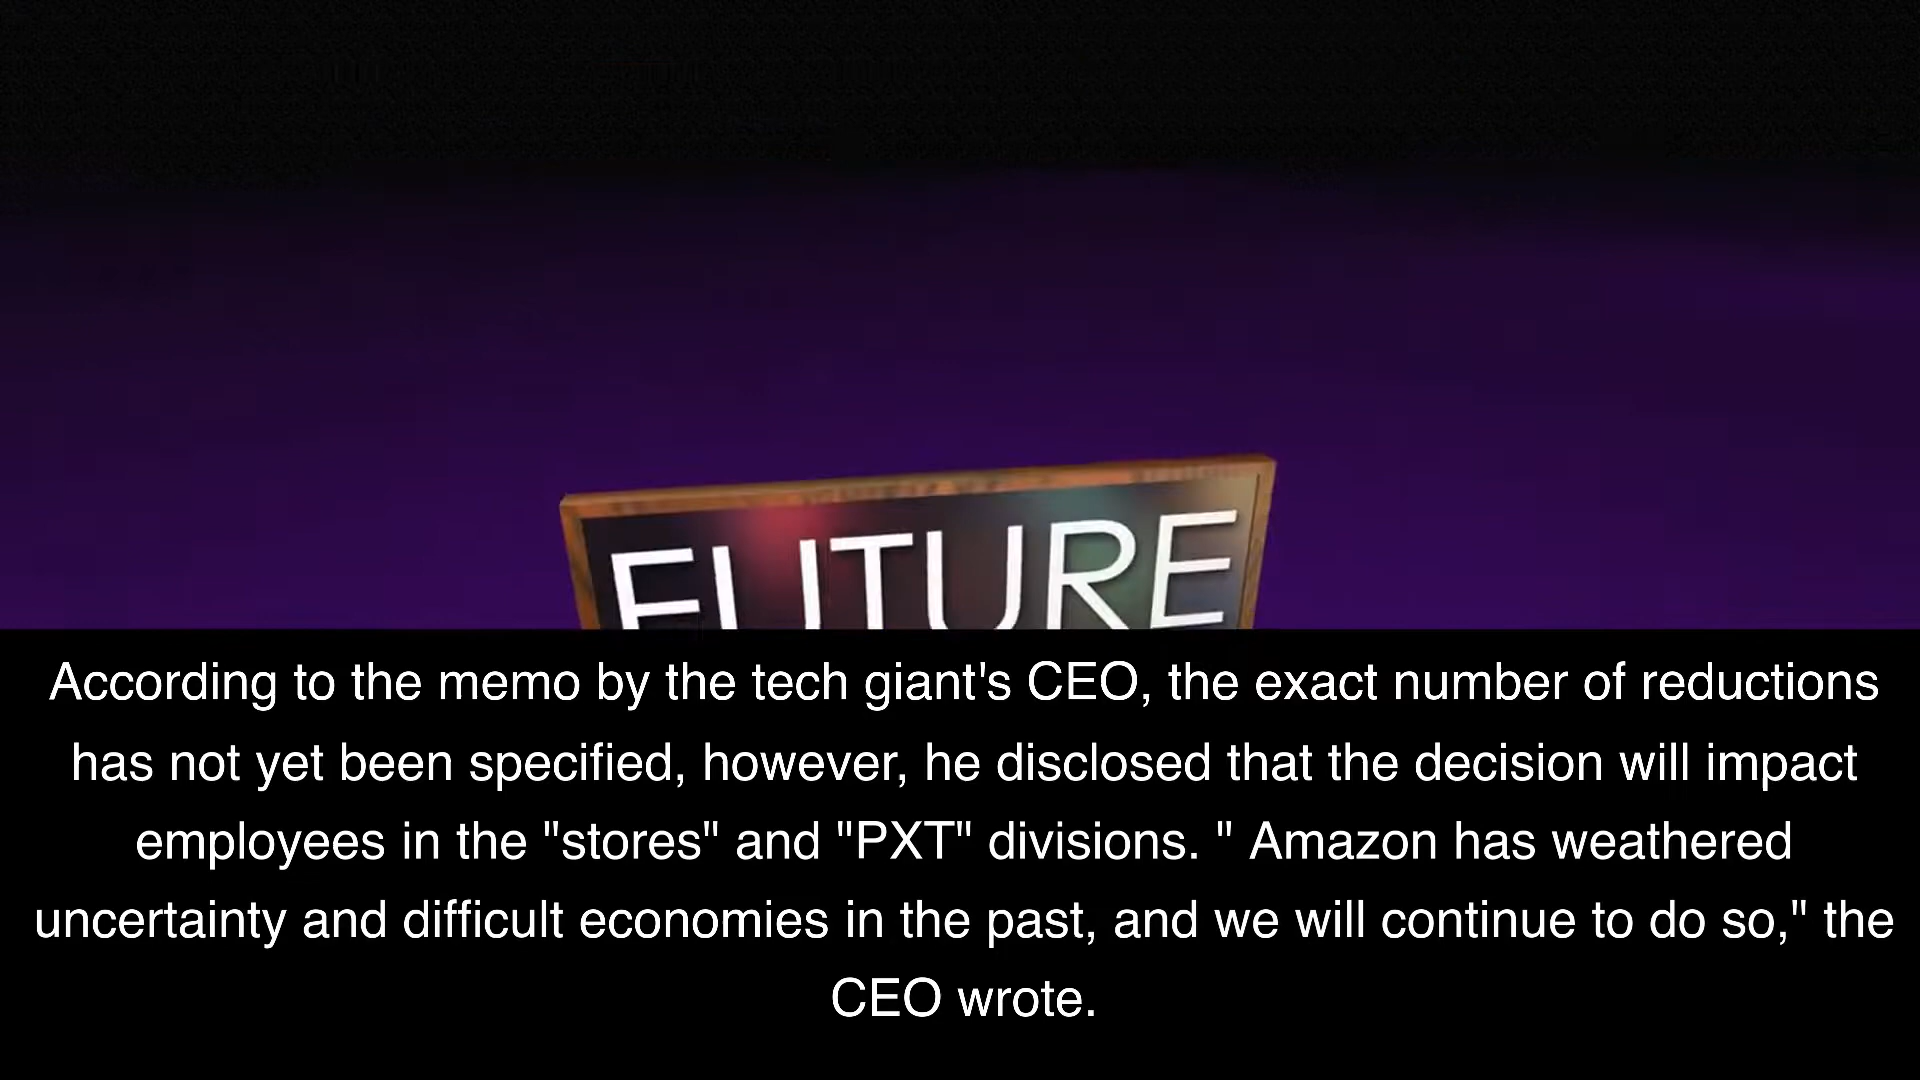 FUTURE
According to the memo by the tech giant's CEO, the exact number of reductions
has not yet been specified, however, he disclosed that the decision will impact
employees in the "stores" and "PXT" divisions. " Amazon has weathered
uncertainty and difficult economies in the past, and we will continue to do so," the
CEO wrote.